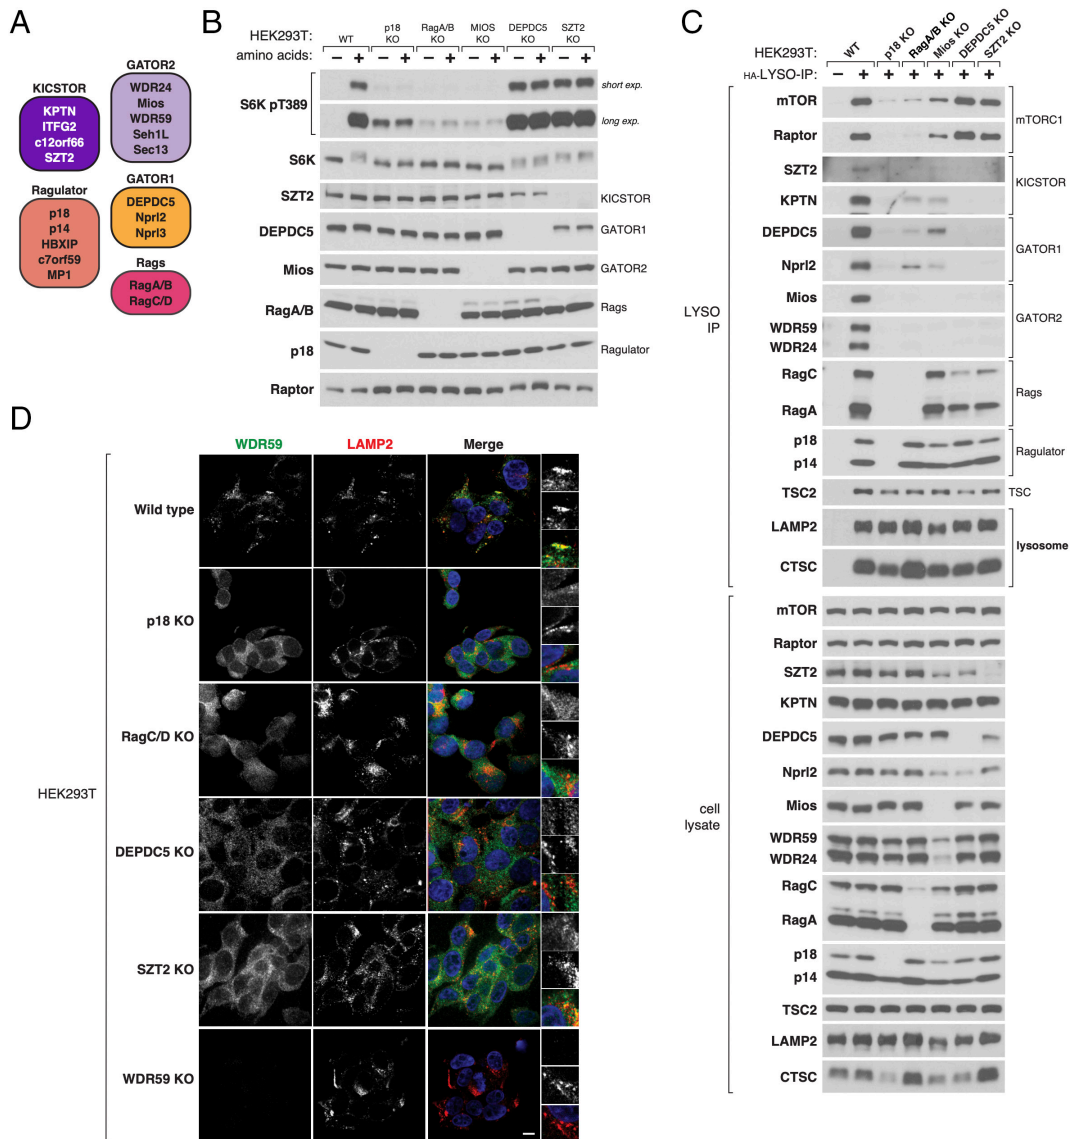 A
KICSTOR
KPTN
ITFG2
c12orf66
SZT2
GATOR2
WDR24
Mios
WDR59
Seh1L
Sec13
Ragulator
p18
p14
HBXIP
c7orf59
MP1
GATOR1
DEPDC5
Nprl2
Nprl3
Rags
RagA/B
RagC/D
B
HEK293T: WT p18 KO RagA/B KO MIOS KO DEPDC5 KO SZT2 KO
amino acids: – + – + – + – + – + – +
S6K pT389
short exp.
long exp.
S6K
SZT2 KICSTOR
DEPDC5 GATOR1
Mios GATOR2
RagA/B Rags
p18 Ragulator
Raptor
C
HEK293T: WT p18 KO RagA/B KO Mios KO DEPDC5 KO SZT2 KO
HA-LYSO-IP: – + + + + + +
LYSO
IP
mTOR
Raptor
mTORC1
SZT2
KPTN
KICSTOR
DEPDC5
Nprl2
GATOR1
Mios
WDR59
WDR24
GATOR2
RagC
RagA
Rags
p18
p14
Ragulator
TSC2 TSC
LAMP2
CTSC
lysosome
cell
lysate
mTOR
Raptor
SZT2
KPTN
DEPDC5
Nprl2
Mios
WDR59
WDR24
RagC
RagA
p18
p14
TSC2
LAMP2
CTSC
D
WDR59 LAMP2 Merge
HEK293T
Wild type
p18 KO
RagC/D KO
DEPDC5 KO
SZT2 KO
WDR59 KO